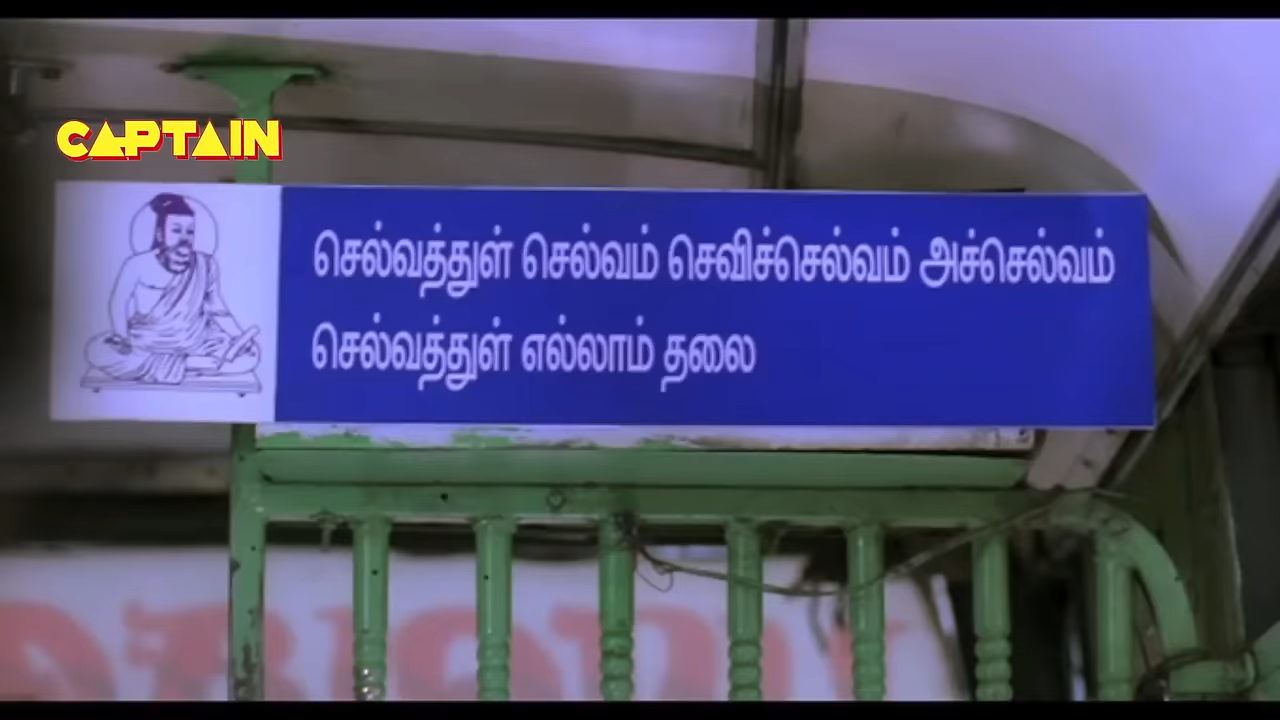 CAPTAIN
செல்வத்துள் செல்வம் செவிச்செல்வம் அச்செல்வம்
செல்வத்துள் எல்லாம் தலை